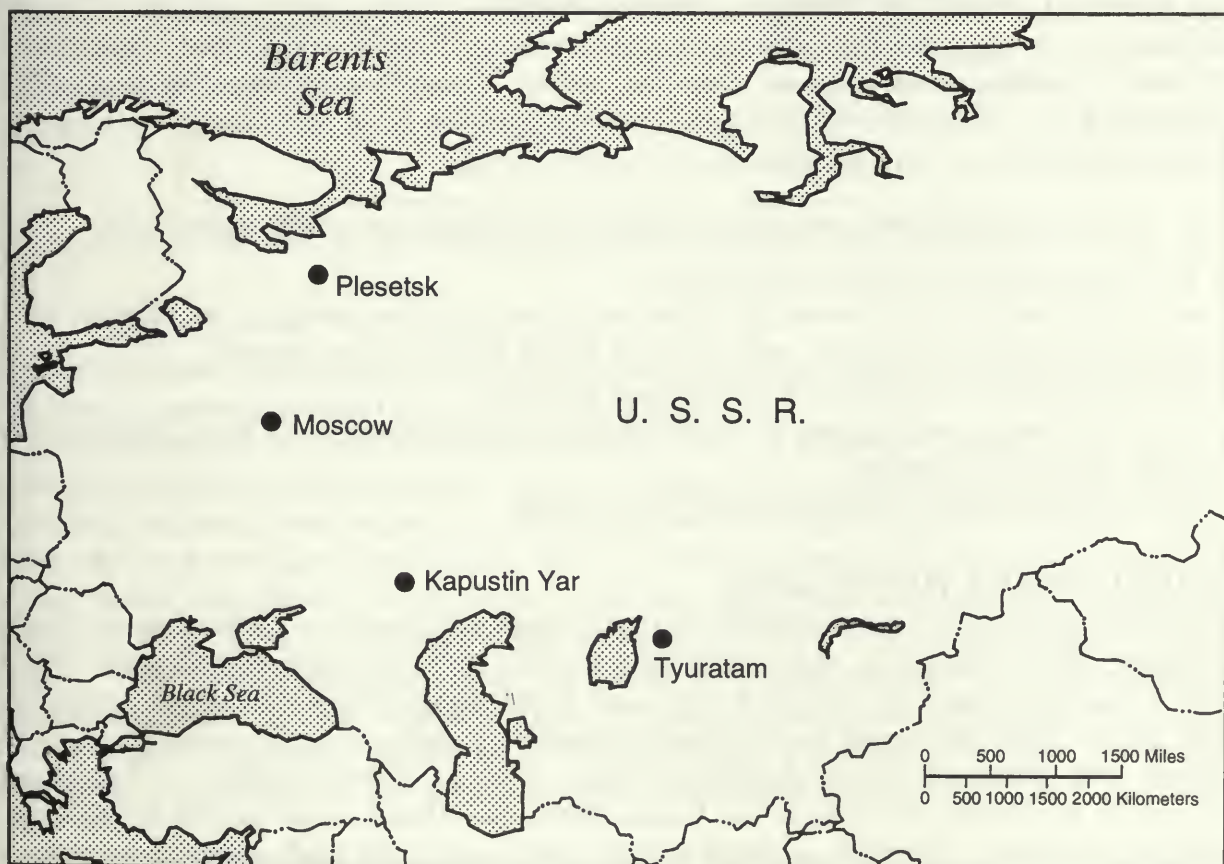 Barents
Sea
Plesetsk
U. S. S. R.
Moscow
Kapustin Yar
Tyuratam
Black Sea
0 500 1000 1500 Miles
0 500 1000 1500 2000 Kilometers